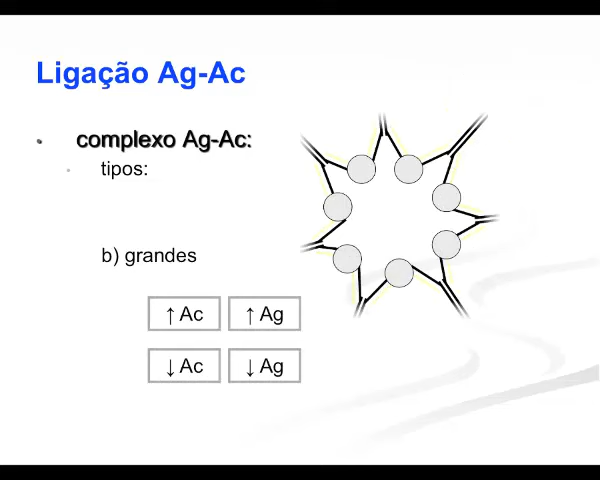 Ligação Ag-Ac
• complexo Ag-Ac:
• tipos:
b) grandes
↑ Ac ↑ Ag
↓ Ac ↓ Ag